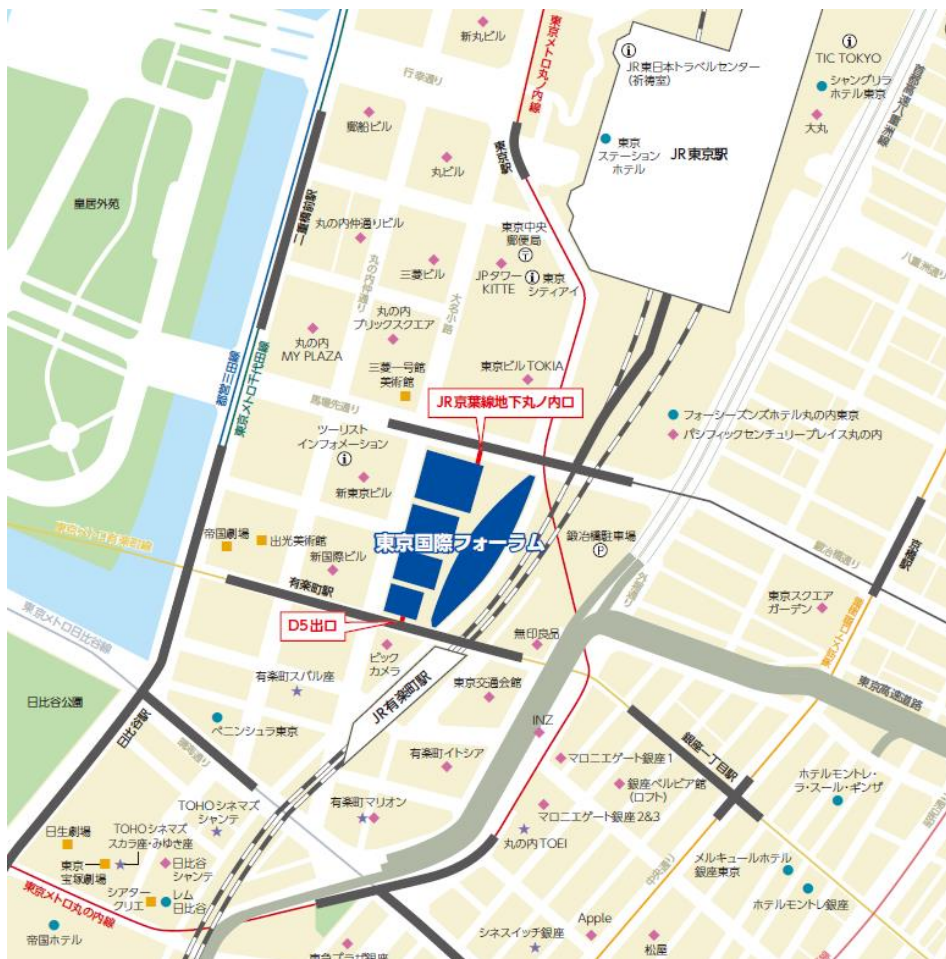 新丸ビル
東京メトロ丸ノ内線
行幸通り
JR東日本トラベルセンター
(祈祷室)
TIC TOKYO
シャングリラ
ホテル東京
首都高速八重洲線
大丸
郵船ビル
丸ビル
東京駅
東京
ステーション
ホテル
JR東京駅
皇居外苑
二重橋前駅
丸の内仲通りビル
丸の内仲通り
三菱ビル
東京中央
郵便局
JPタワー
KITTE
東京
シティアイ
八重洲通り
大名小路
丸の内
ブリックスクエア
丸の内
MY PLAZA
三菱一号館
美術館
東京ビルTOKIA
都営三田線
東京メトロ千代田線
馬場先通り
JR京葉線地下丸ノ内口
フォーシーズンズホテル丸の内東京
パシフィックセンチュリープレイス丸の内
ツーリスト
インフォメーション
新東京ビル
東京国際フォーラム
東京メトロ有楽町線
帝国劇場
出光美術館
新国際ビル
有楽町駅
鍛冶橋駐車場
P
外堀通り
鍛冶橋通り
京橋駅
東京スクエア
ガーデン
東京メトロ銀座線
東京メトロ日比谷線
D5出口
無印良品
ビック
カメラ
有楽町スバル座
東京交通会館
東京高速道路
日比谷公園
日比谷駅
ペニンシュラ東京
晴海通り
JR有楽町駅
INZ
有楽町イトシア
マロニエゲート銀座1
銀座一丁目駅
銀座ベルビア館
(ロフト)
ホテルモントレ・
ラ・スール・ギンザ
昭和通り
有楽町マリオン
マロニエゲート銀座2&3
TOHOシネマズ
シャンテ
日生劇場
TOHOシネマズ
スカラ座・みゆき座
丸の内TOEI
東京
宝塚劇場
日比谷
シャンテ
中央通り
メルキュールホテル
銀座東京
シアター
クリエ
レム
日比谷
ホテルモントレ銀座
東京メトロ丸の内線
帝国ホテル
シネスイッチ銀座
Apple
松屋
東急プラザ銀座